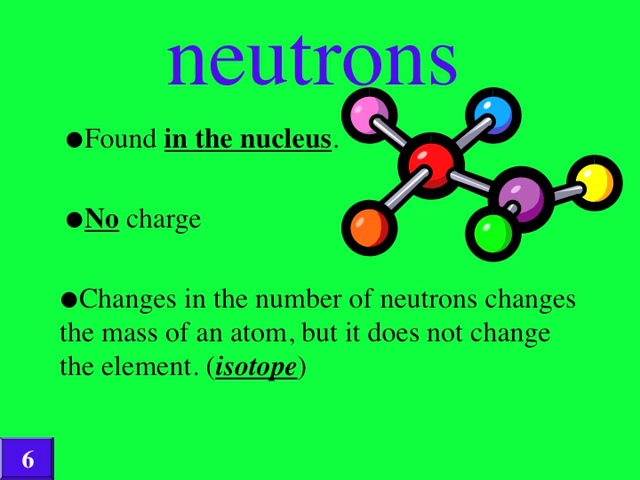 neutrons
●Found in the nucleus.
●No charge
●Changes in the number of neutrons changes
the mass of an atom, but it does not change
the element. (isotope)
6